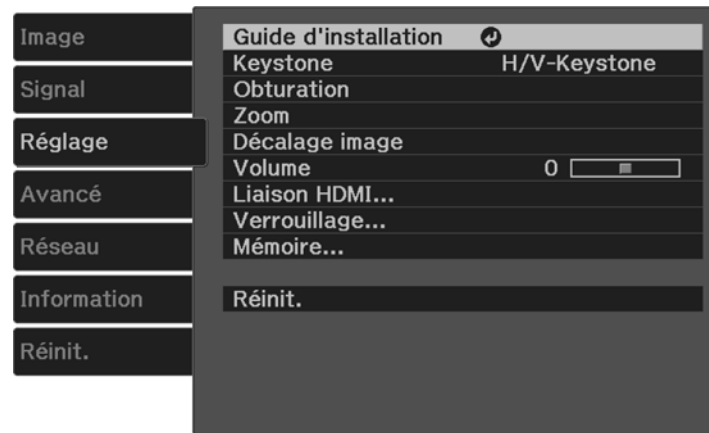 Image
Signal
Réglage
Avancé
Réseau
Information
Réinit.
Guide d'installation
Keystone H/V-Keystone
Obturation
Zoom
Décalage image
Volume 0
Liaison HDMI...
Verrouillage...
Mémoire...
Réinit.